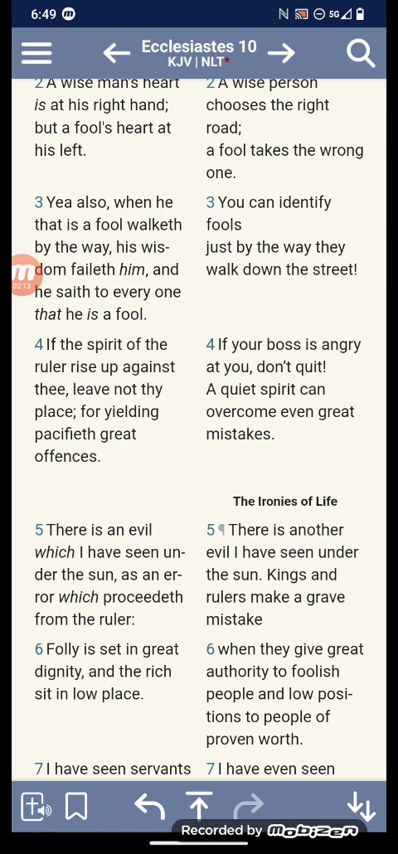 6:49
5G
Ecclesiastes 10
KJV | NLT*
2 A wise man's heart
is at his right hand;
but a fool's heart at
his left.
3 Yea also, when he
that is a fool walketh
by the way, his wis-
dom faileth him, and
he saith to every one
that he is a fool.
4 If the spirit of the
ruler rise up against
thee, leave not thy
place; for yielding
pacifieth great
offences.
5 There is an evil
which I have seen un-
der the sun, as an er-
ror which proceedeth
from the ruler:
6 Folly is set in great
dignity, and the rich
sit in low place.
7 I have seen servants
2 A wise person
chooses the right
road;
a fool takes the wrong
one.
3 You can identify
fools
just by the way they
walk down the street!
4 If your boss is angry
at you, don't quit!
A quiet spirit can
overcome even great
mistakes.
The Ironies of Life
5 ¶ There is another
evil I have seen under
the sun. Kings and
rulers make a grave
mistake
6 when they give great
authority to foolish
people and low posi-
tions to people of
proven worth.
7 I have even seen
m
02:13
Recorded by mobizen